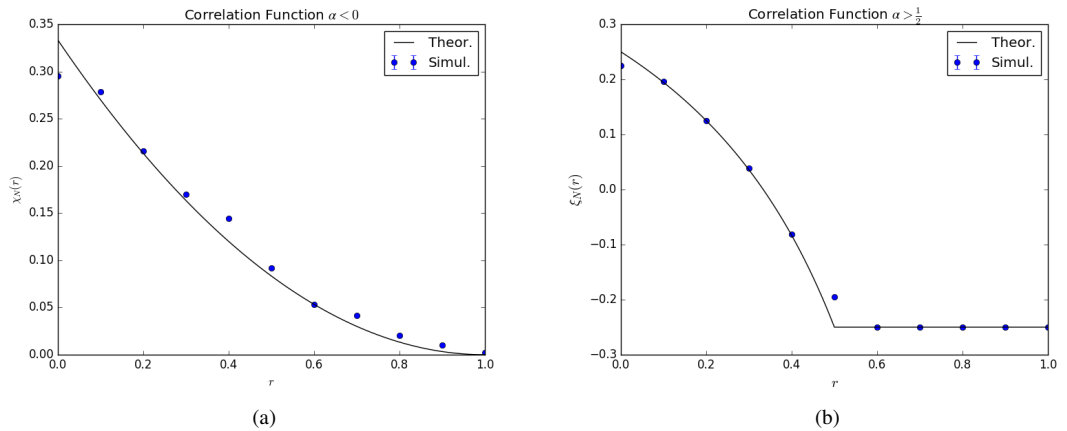 Correlation Function α < 0
0.35
0.30
0.25
0.20
0.15
0.10
0.05
0.00
χ_N(r)
Theor.
Simul.
0.0 0.2 0.4 0.6 0.8 1.0
r
(a)
Correlation Function α > 1/2
0.3
0.2
0.1
0.0
−0.1
−0.2
−0.3
ξ_N(r)
Theor.
Simul.
0.0 0.2 0.4 0.6 0.8 1.0
r
(b)